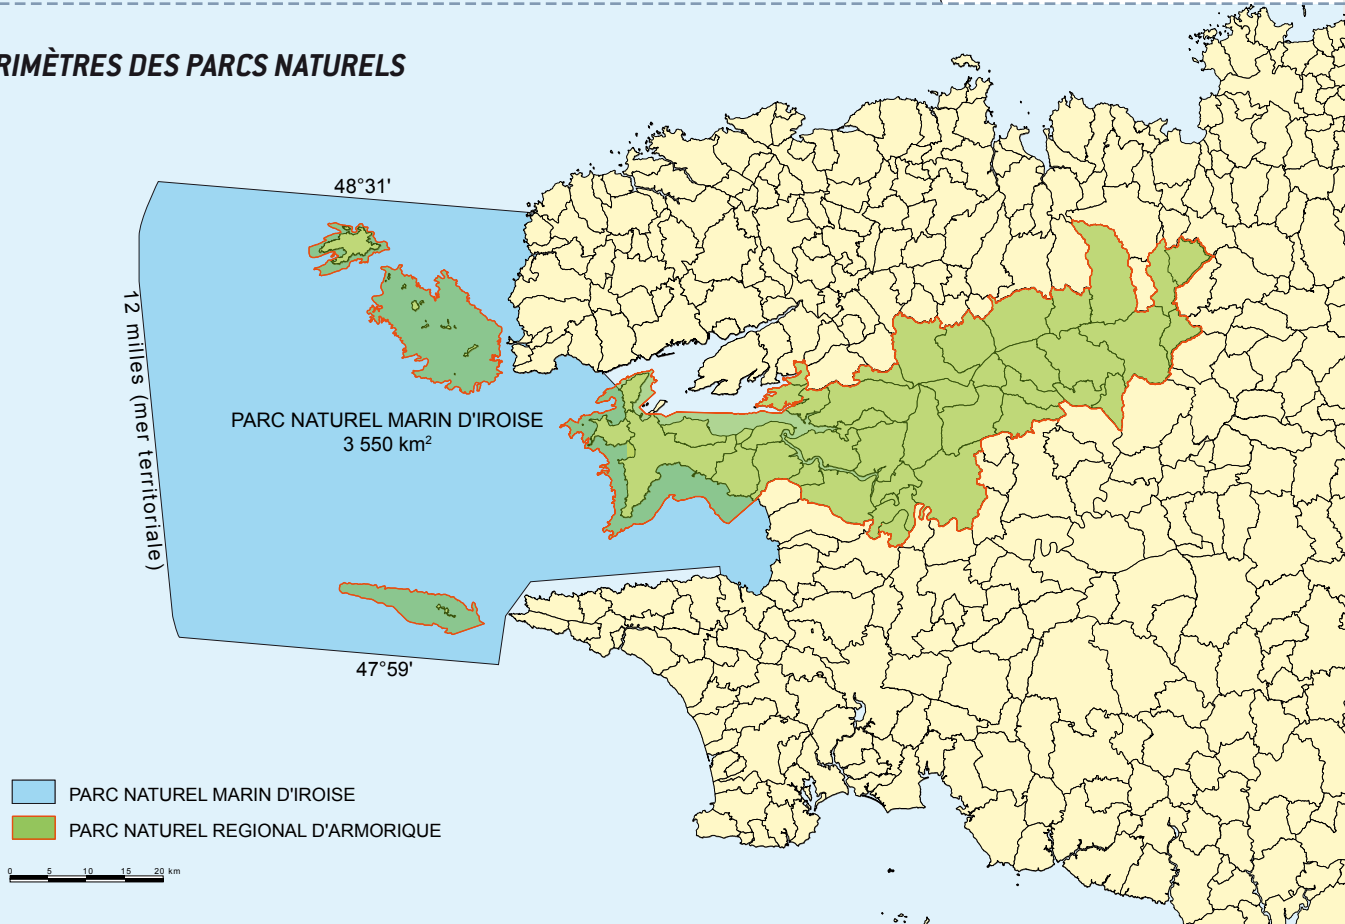 RIMÈTRES DES PARCS NATURELS
48°31'
12 milles (mer territoriale)
PARC NATUREL MARIN D'IROISE
3 550 km²
47°59'
PARC NATUREL MARIN D'IROISE
PARC NATUREL REGIONAL D'ARMORIQUE
0 5 10 15 20 km